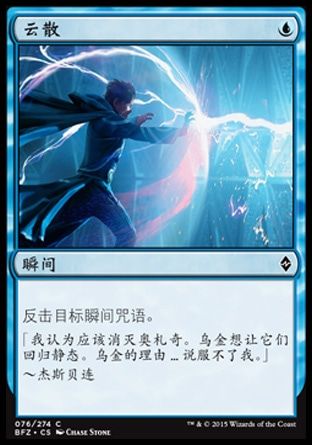 云散
瞬间
反击目标瞬间咒语。
「我认为应该消灭奥札奇。乌金想让它们
回归静态。乌金的理由...说服不了我。」
～杰斯贝连
076/274 C
BFZ • CS Chase Stone
™ & © 2015 Wizards of the Coast